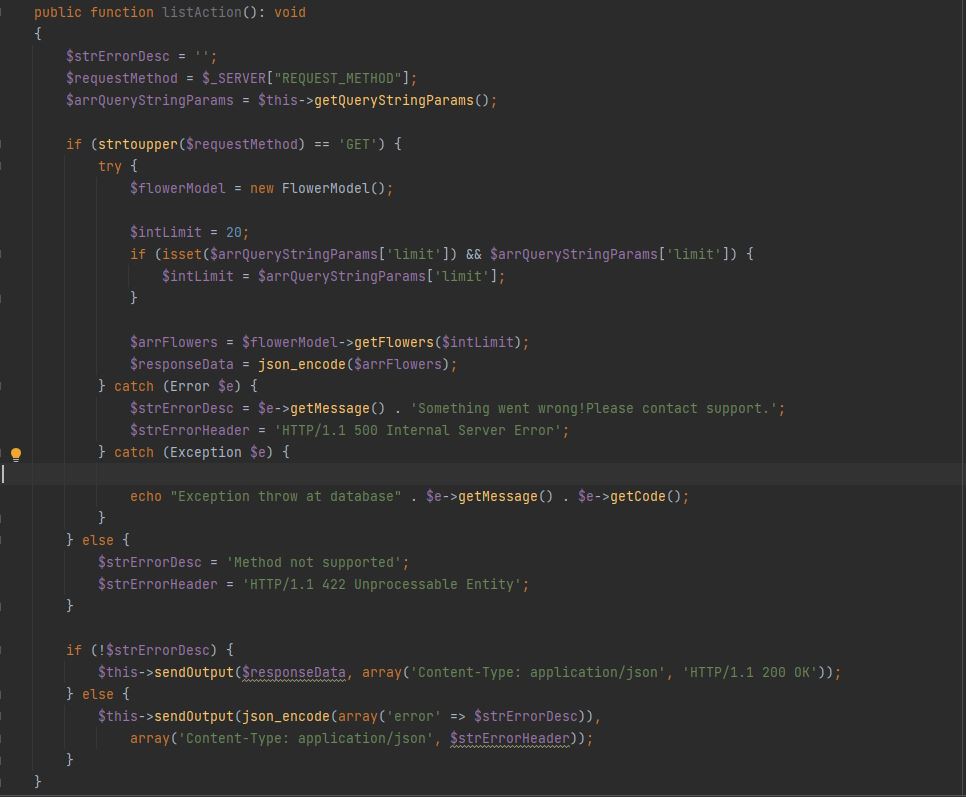 public function listAction(): void
{
    $strErrorDesc = '';
    $requestMethod = $_SERVER["REQUEST_METHOD"];
    $arrQueryStringParams = $this->getQueryStringParams();

    if (strtoupper($requestMethod) == 'GET') {
        try {
            $flowerModel = new FlowerModel();

            $intLimit = 20;
            if (isset($arrQueryStringParams['limit']) && $arrQueryStringParams['limit']) {
                $intLimit = $arrQueryStringParams['limit'];
            }

            $arrFlowers = $flowerModel->getFlowers($intLimit);
            $responseData = json_encode($arrFlowers);
        } catch (Error $e) {
            $strErrorDesc = $e->getMessage() . 'Something went wrong!Please contact support.';
            $strErrorHeader = 'HTTP/1.1 500 Internal Server Error';
        } catch (Exception $e) {

            echo "Exception throw at database" . $e->getMessage() . $e->getCode();
        }
    } else {
        $strErrorDesc = 'Method not supported';
        $strErrorHeader = 'HTTP/1.1 422 Unprocessable Entity';
    }

    if (!$strErrorDesc) {
        $this->sendOutput($responseData, array('Content-Type: application/json', 'HTTP/1.1 200 OK'));
    } else {
        $this->sendOutput(json_encode(array('error' => $strErrorDesc)),
            array('Content-Type: application/json', $strErrorHeader));
    }
}